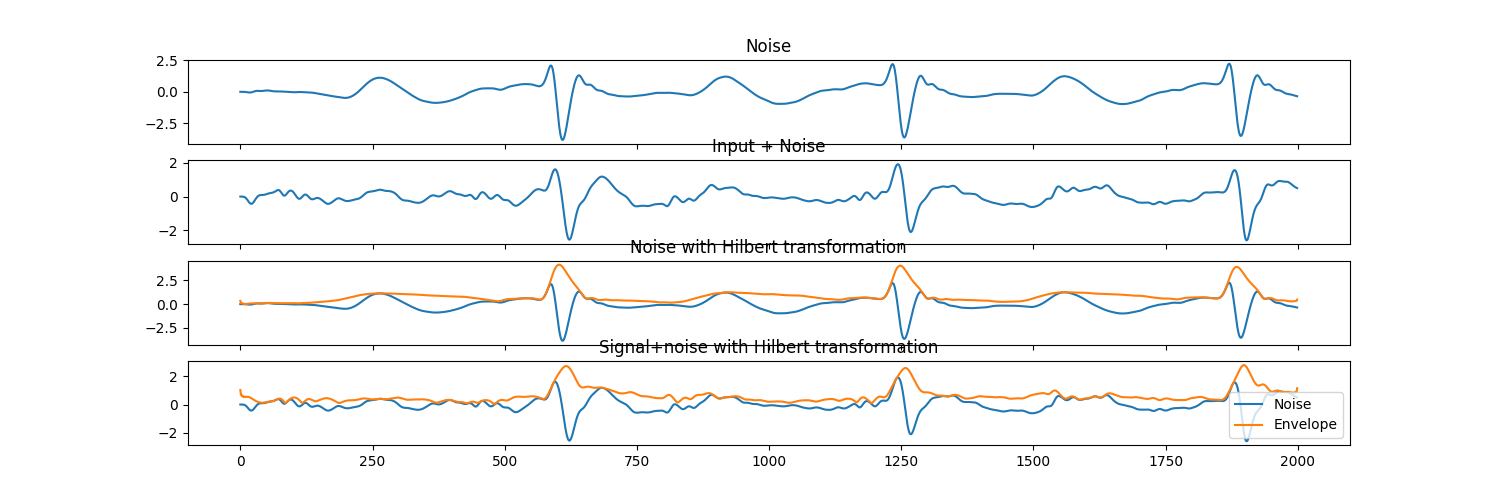 Noise
2.5
0.0
−2.5
Input + Noise
2
0
−2
Noise with Hilbert transformation
2.5
0.0
−2.5
Signal+noise with Hilbert transformation
2
0
−2
Noise
Envelope
0 250 500 750 1000 1250 1500 1750 2000